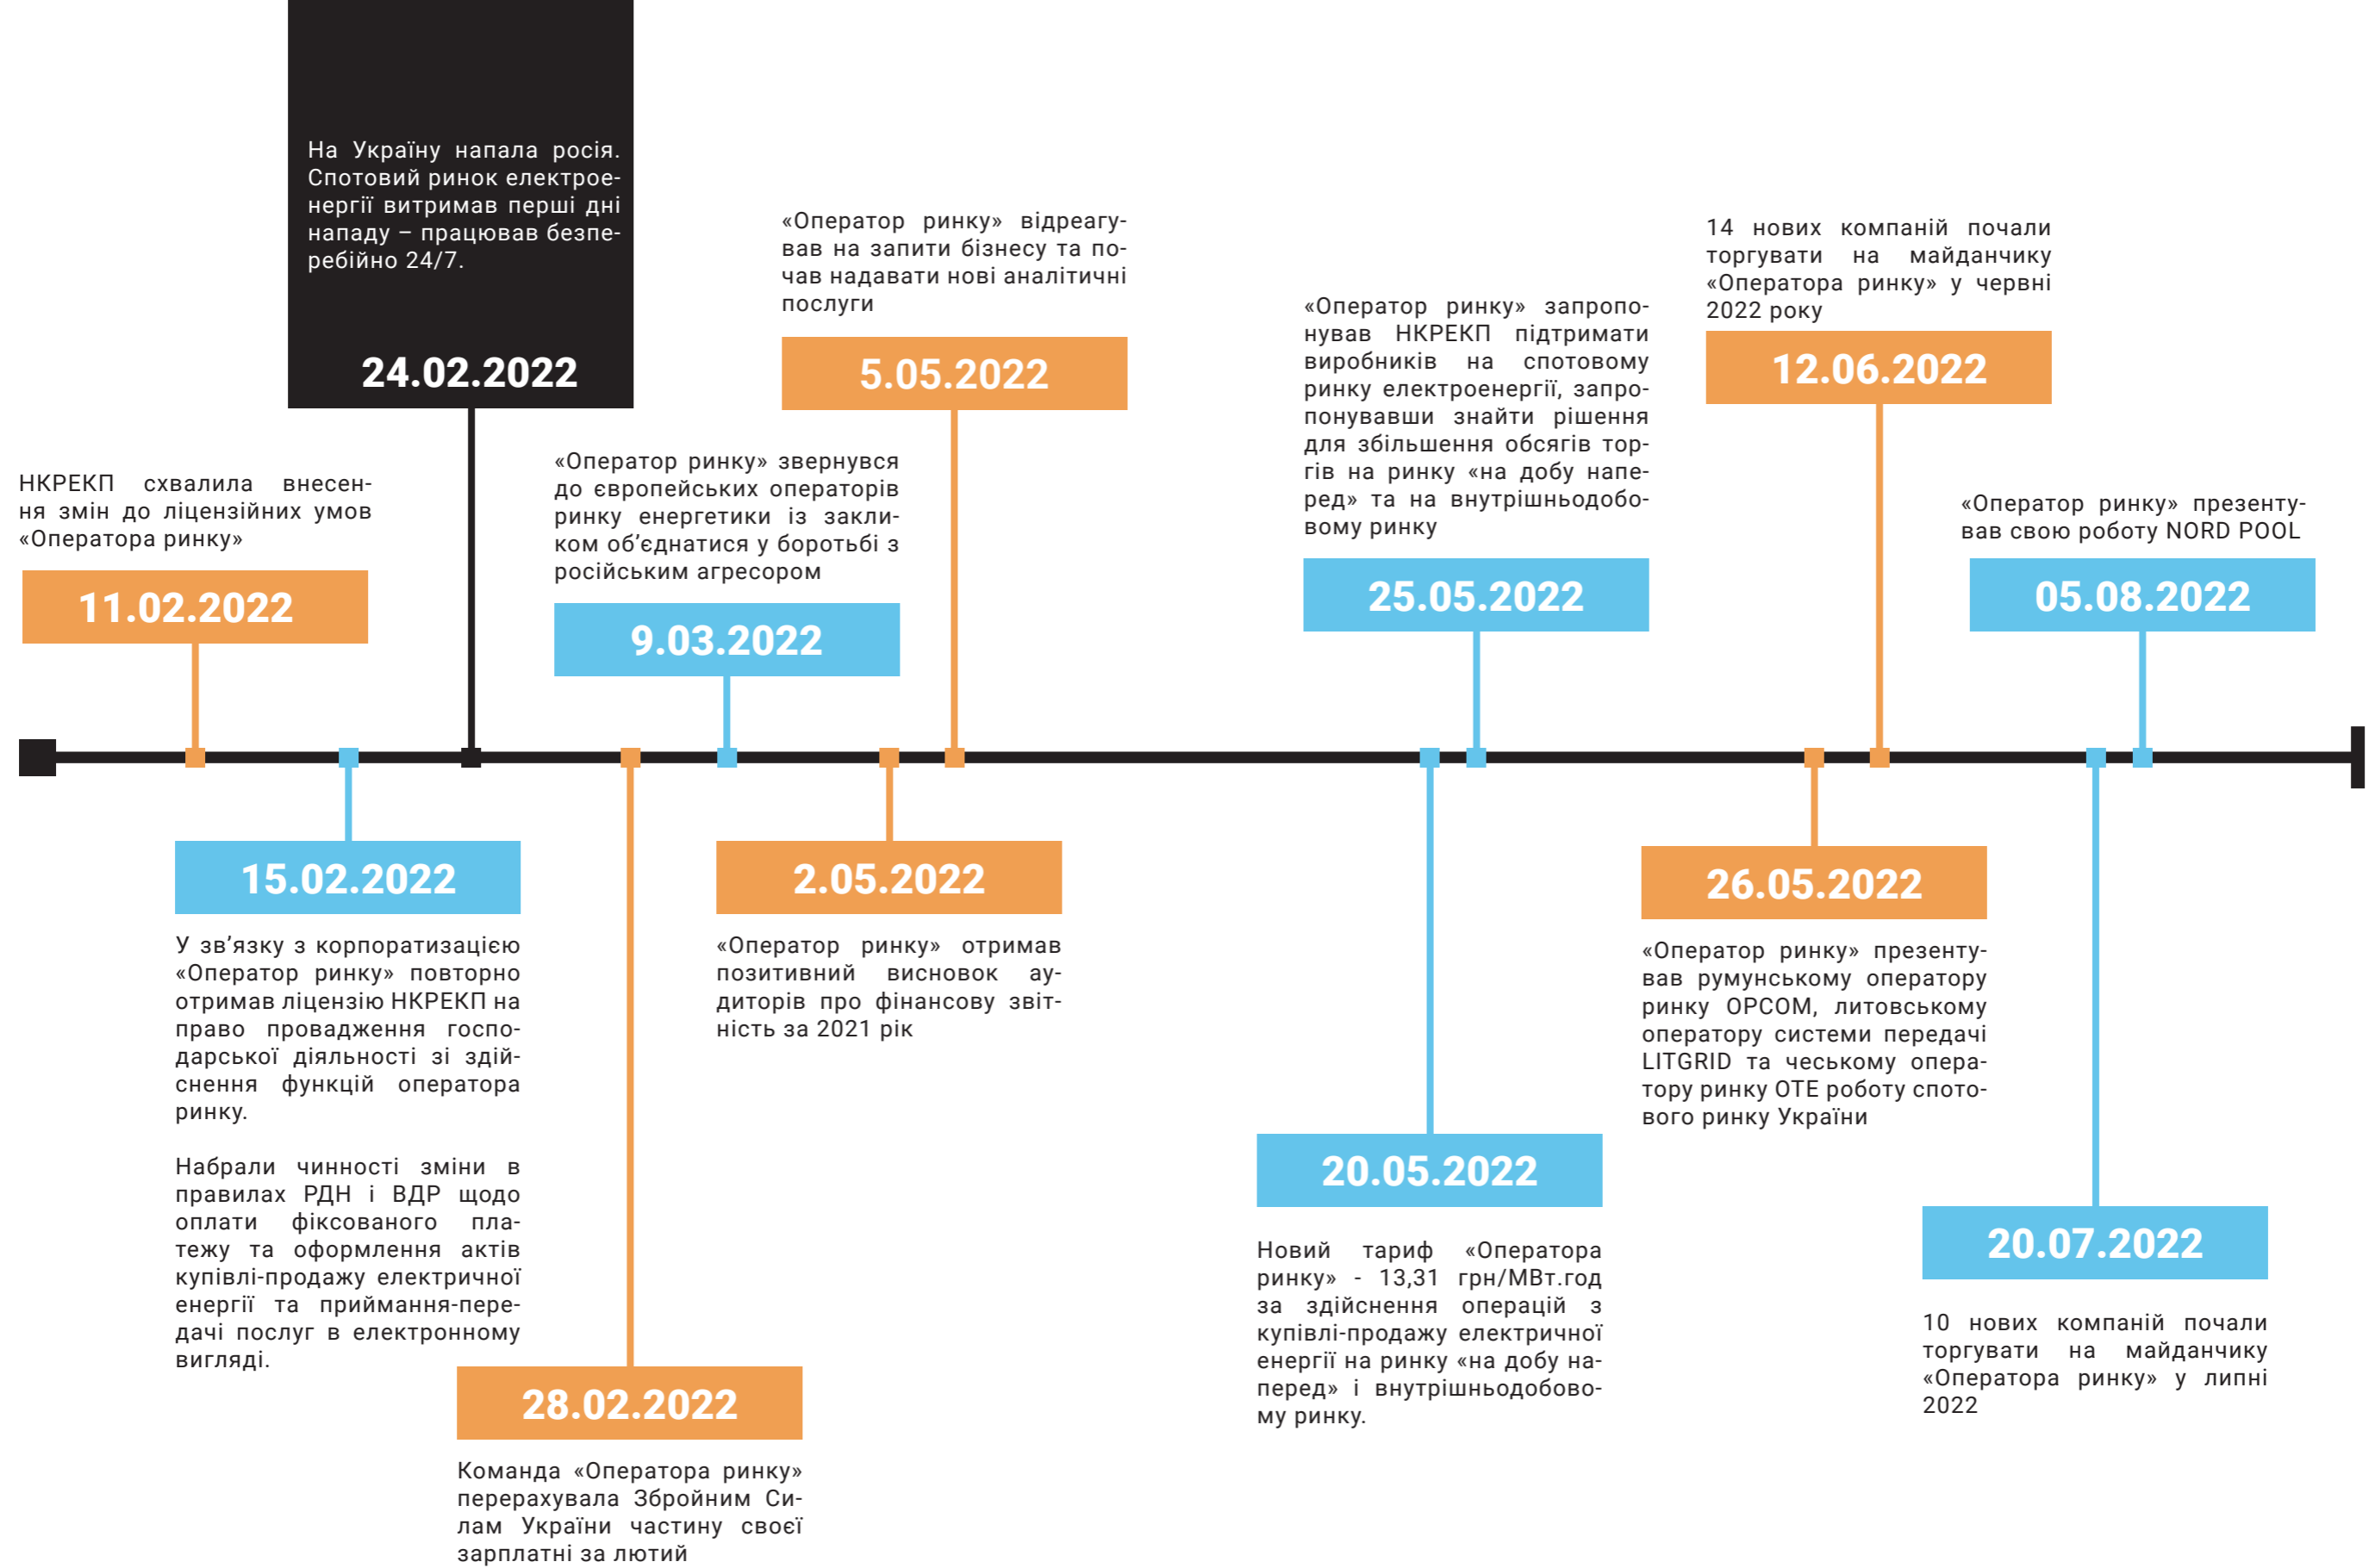 На Україну напала росія.
Спотовий ринок електрое-
нергії витримав перші дні
нападу – працював безпе-
ребійно 24/7.
24.02.2022
«Оператор ринку» відреагу-
вав на запити бізнесу та по-
чав надавати нові аналітичні
послуги
5.05.2022
14 нових компаній почали
торгувати на майданчику
«Оператора ринку» у червні
2022 року
12.06.2022
«Оператор ринку» запропо-
нував НКРЕКП підтримати
виробників на спотовому
ринку електроенергії, запро-
понувавши знайти рішення
для збільшення обсягів тор-
гів на ринку «на добу напе-
ред» та на внутрішньодобо-
вому ринку
25.05.2022
НКРЕКП схвалила внесен-
ня змін до ліцензійних умов
«Оператора ринку»
11.02.2022
«Оператор ринку» звернувся
до європейських операторів
ринку енергетики із закли-
ком об’єднатися у боротьбі з
російським агресором
9.03.2022
«Оператор ринку» презенту-
вав свою роботу NORD POOL
05.08.2022
15.02.2022
У зв’язку з корпоратизацією
«Оператор ринку» повторно
отримав ліцензію НКРЕКП на
право провадження госпо-
дарської діяльності зі здій-
снення функцій оператора
ринку.
Набрали чинності зміни в
правилах РДН і ВДР щодо
оплати фіксованого пла-
тежу та оформлення актів
купівлі-продажу електричної
енергії та приймання-пере-
дачі послуг в електронному
вигляді.
28.02.2022
Команда «Оператора ринку»
перерахувала Збройним Си-
лам України частину своєї
зарплатні за лютий
2.05.2022
«Оператор ринку» отримав
позитивний висновок ау-
диторів про фінансову звіт-
ність за 2021 рік
20.05.2022
Новий тариф «Оператора
ринку» - 13,31 грн/МВт.год
за здійснення операцій з
купівлі-продажу електричної
енергії на ринку «на добу на-
перед» і внутрішньодобово-
му ринку.
26.05.2022
«Оператор ринку» презенту-
вав румунському оператору
ринку OPCOM, литовському
оператору системи передачі
LITGRID та чеському опера-
тору ринку OTE роботу спото-
вого ринку України
20.07.2022
10 нових компаній почали
торгувати на майданчику
«Оператора ринку» у липні
2022